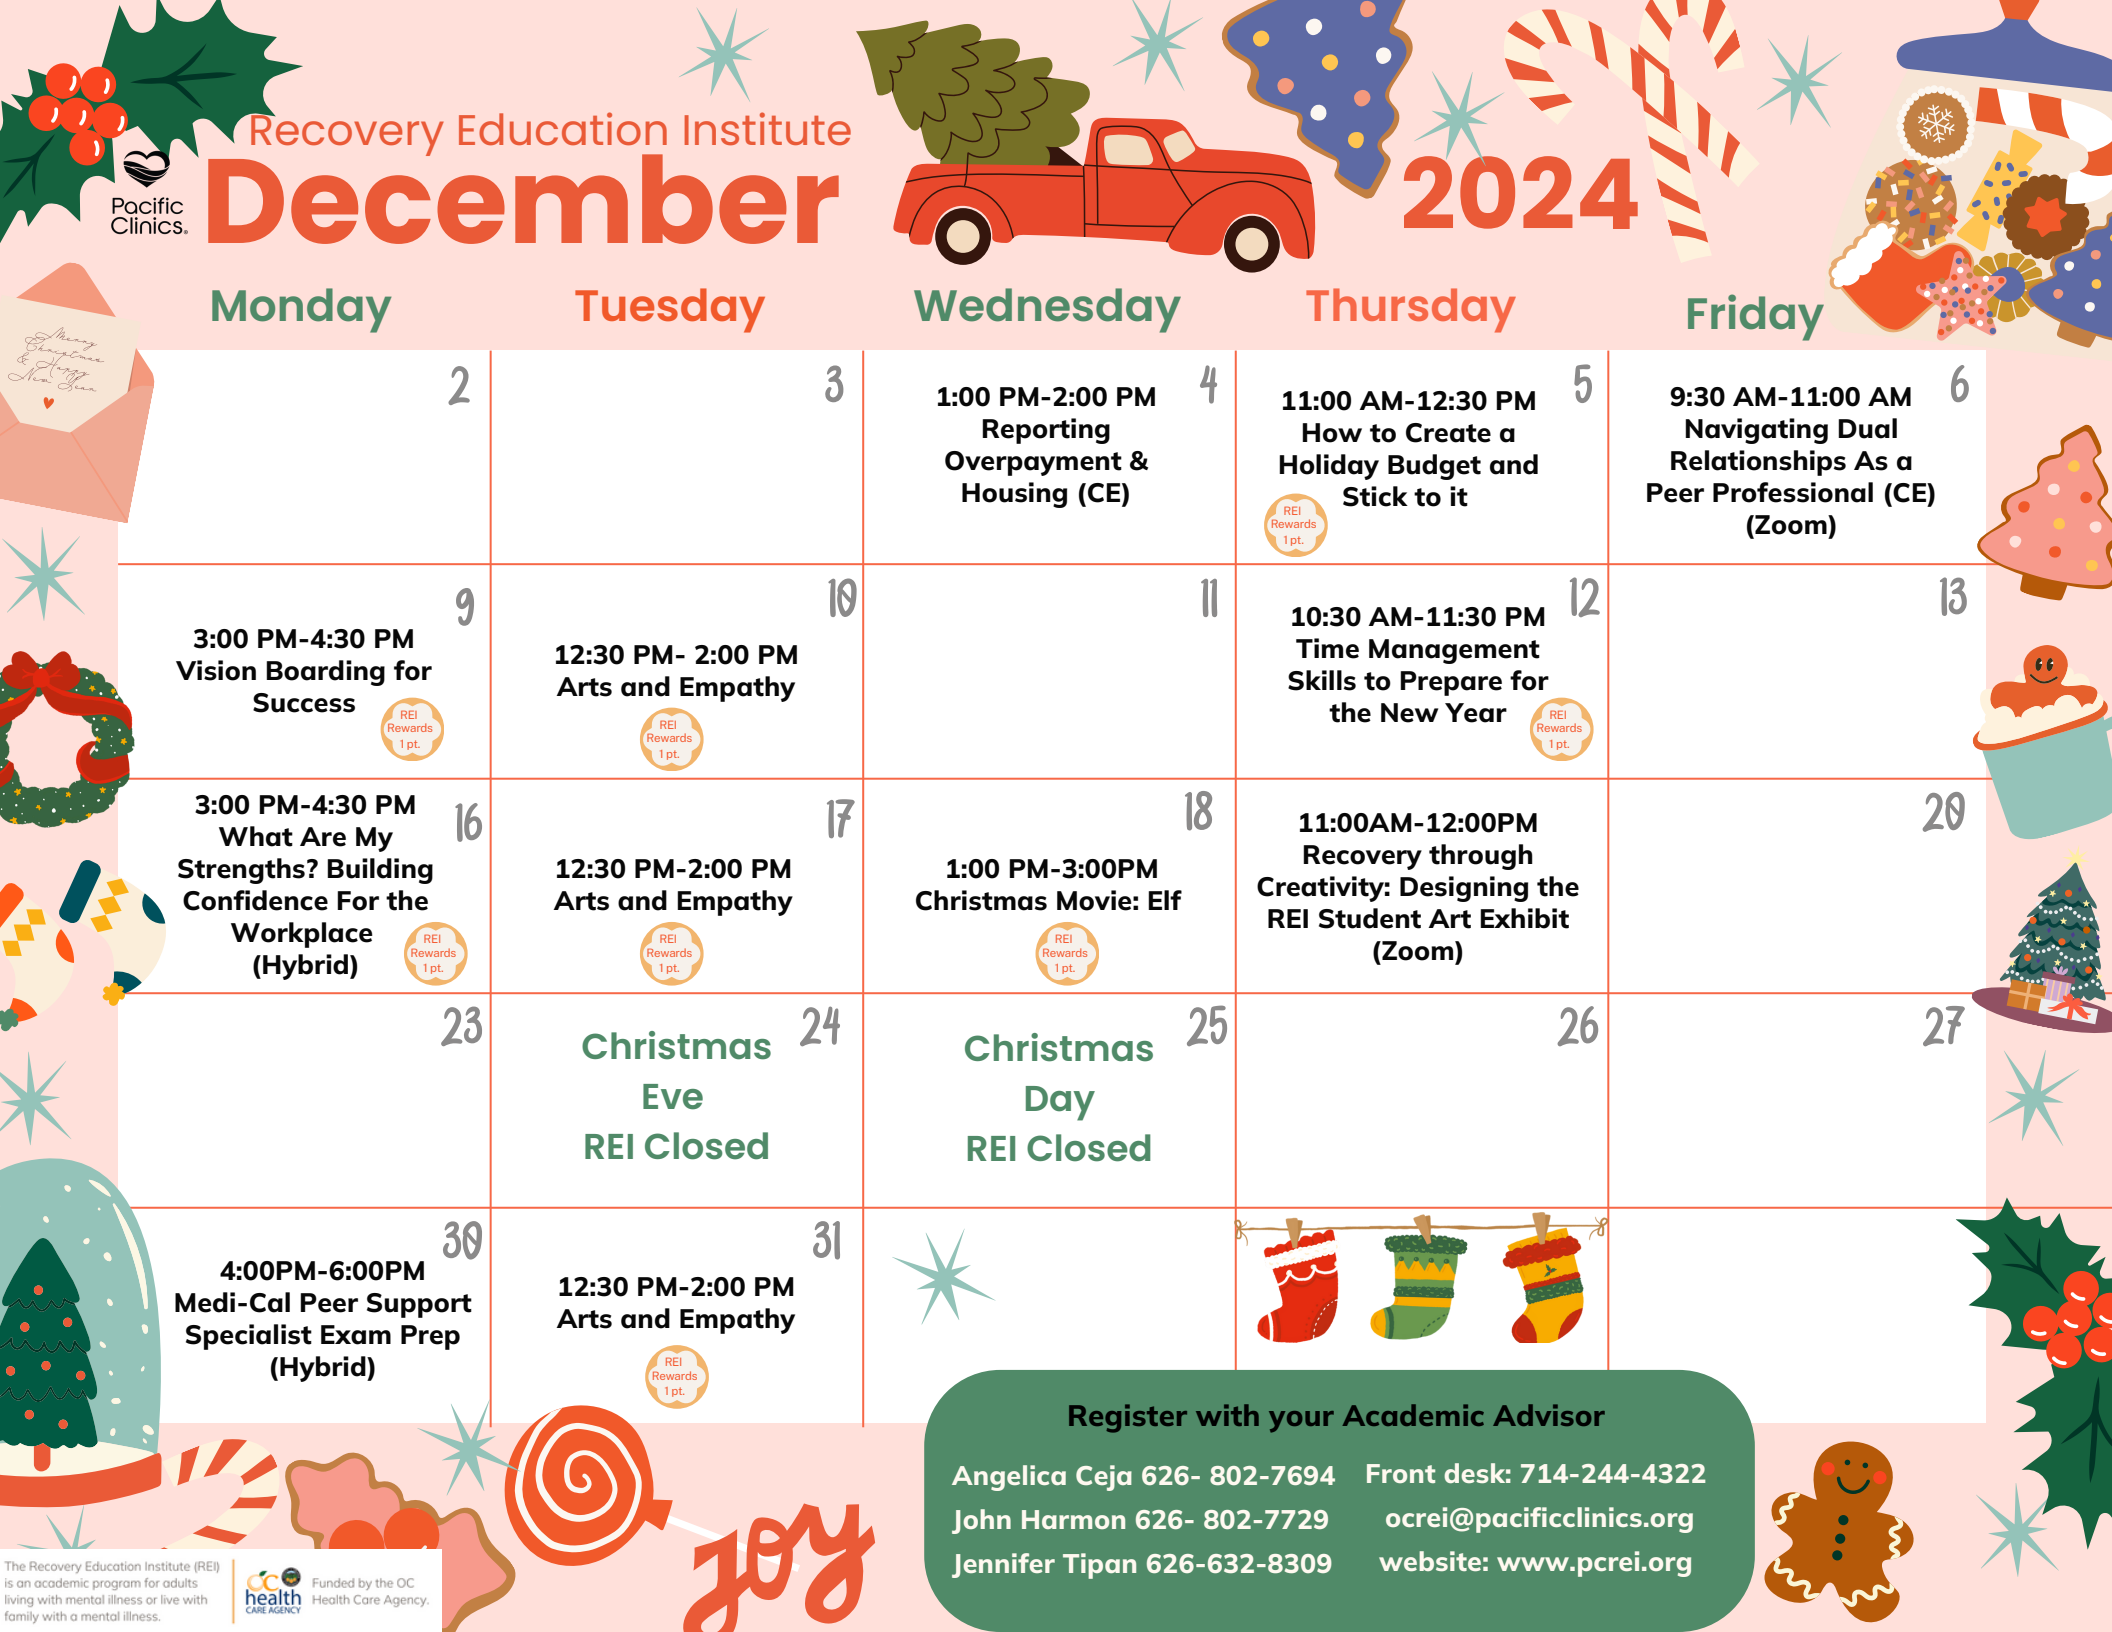 Recovery Education Institute
December
2024
Pacific
Clinics®
Monday
Tuesday
Wednesday
Thursday
Friday
Merry
Christmas
& Happy
New Year
2
3
4
1:00 PM-2:00 PM
Reporting
Overpayment &
Housing (CE)
5
11:00 AM-12:30 PM
How to Create a
Holiday Budget and
Stick to it
REI
Rewards
1 pt.
6
9:30 AM-11:00 AM
Navigating Dual
Relationships As a
Peer Professional (CE)
(Zoom)
9
3:00 PM-4:30 PM
Vision Boarding for
Success
REI
Rewards
1 pt.
10
12:30 PM- 2:00 PM
Arts and Empathy
REI
Rewards
1 pt.
11
12
10:30 AM-11:30 PM
Time Management
Skills to Prepare for
the New Year
REI
Rewards
1 pt.
13
16
3:00 PM-4:30 PM
What Are My
Strengths? Building
Confidence For the
Workplace
(Hybrid)
REI
Rewards
1 pt.
17
12:30 PM-2:00 PM
Arts and Empathy
REI
Rewards
1 pt.
18
1:00 PM-3:00PM
Christmas Movie: Elf
REI
Rewards
1 pt.
11:00AM-12:00PM
Recovery through
Creativity: Designing the
REI Student Art Exhibit
(Zoom)
20
23
24
Christmas
Eve
REI Closed
25
Christmas
Day
REI Closed
26
27
30
4:00PM-6:00PM
Medi-Cal Peer Support
Specialist Exam Prep
(Hybrid)
31
12:30 PM-2:00 PM
Arts and Empathy
REI
Rewards
1 pt.
Register with your Academic Advisor
Angelica Ceja 626- 802-7694
John Harmon 626- 802-7729
Jennifer Tipan 626-632-8309
Front desk: 714-244-4322
ocrei@pacificclinics.org
website: www.pcrei.org
joy
The Recovery Education Institute (REI)
is an academic program for adults
living with mental illness or live with
family with a mental illness.
OC
health
CARE AGENCY
Funded by the OC
Health Care Agency.